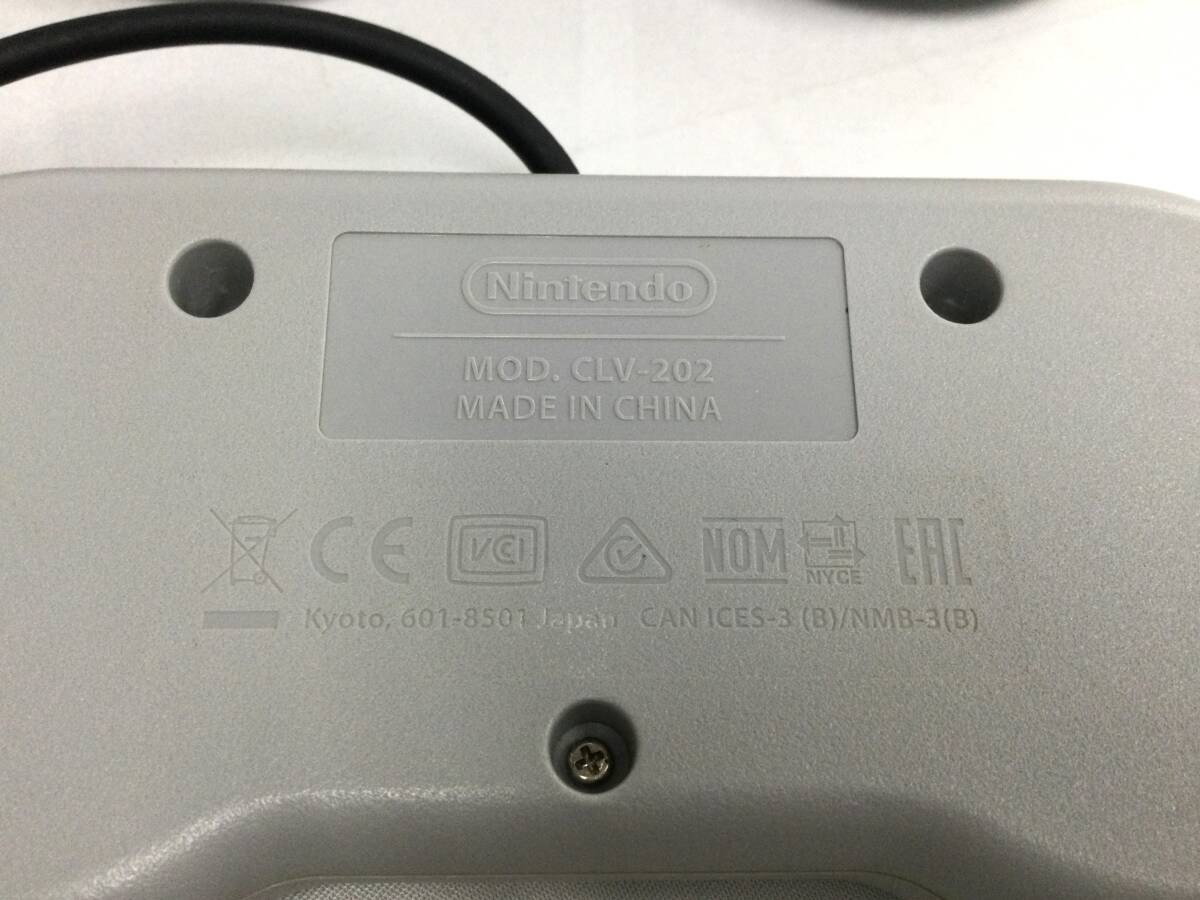 Nintendo
MOD. CLV-202
MADE IN CHINA
CE VCI NOM NYCE EAC
Kyoto, 601-8501 Japan CAN ICES-3 (B)/NMB-3(B)